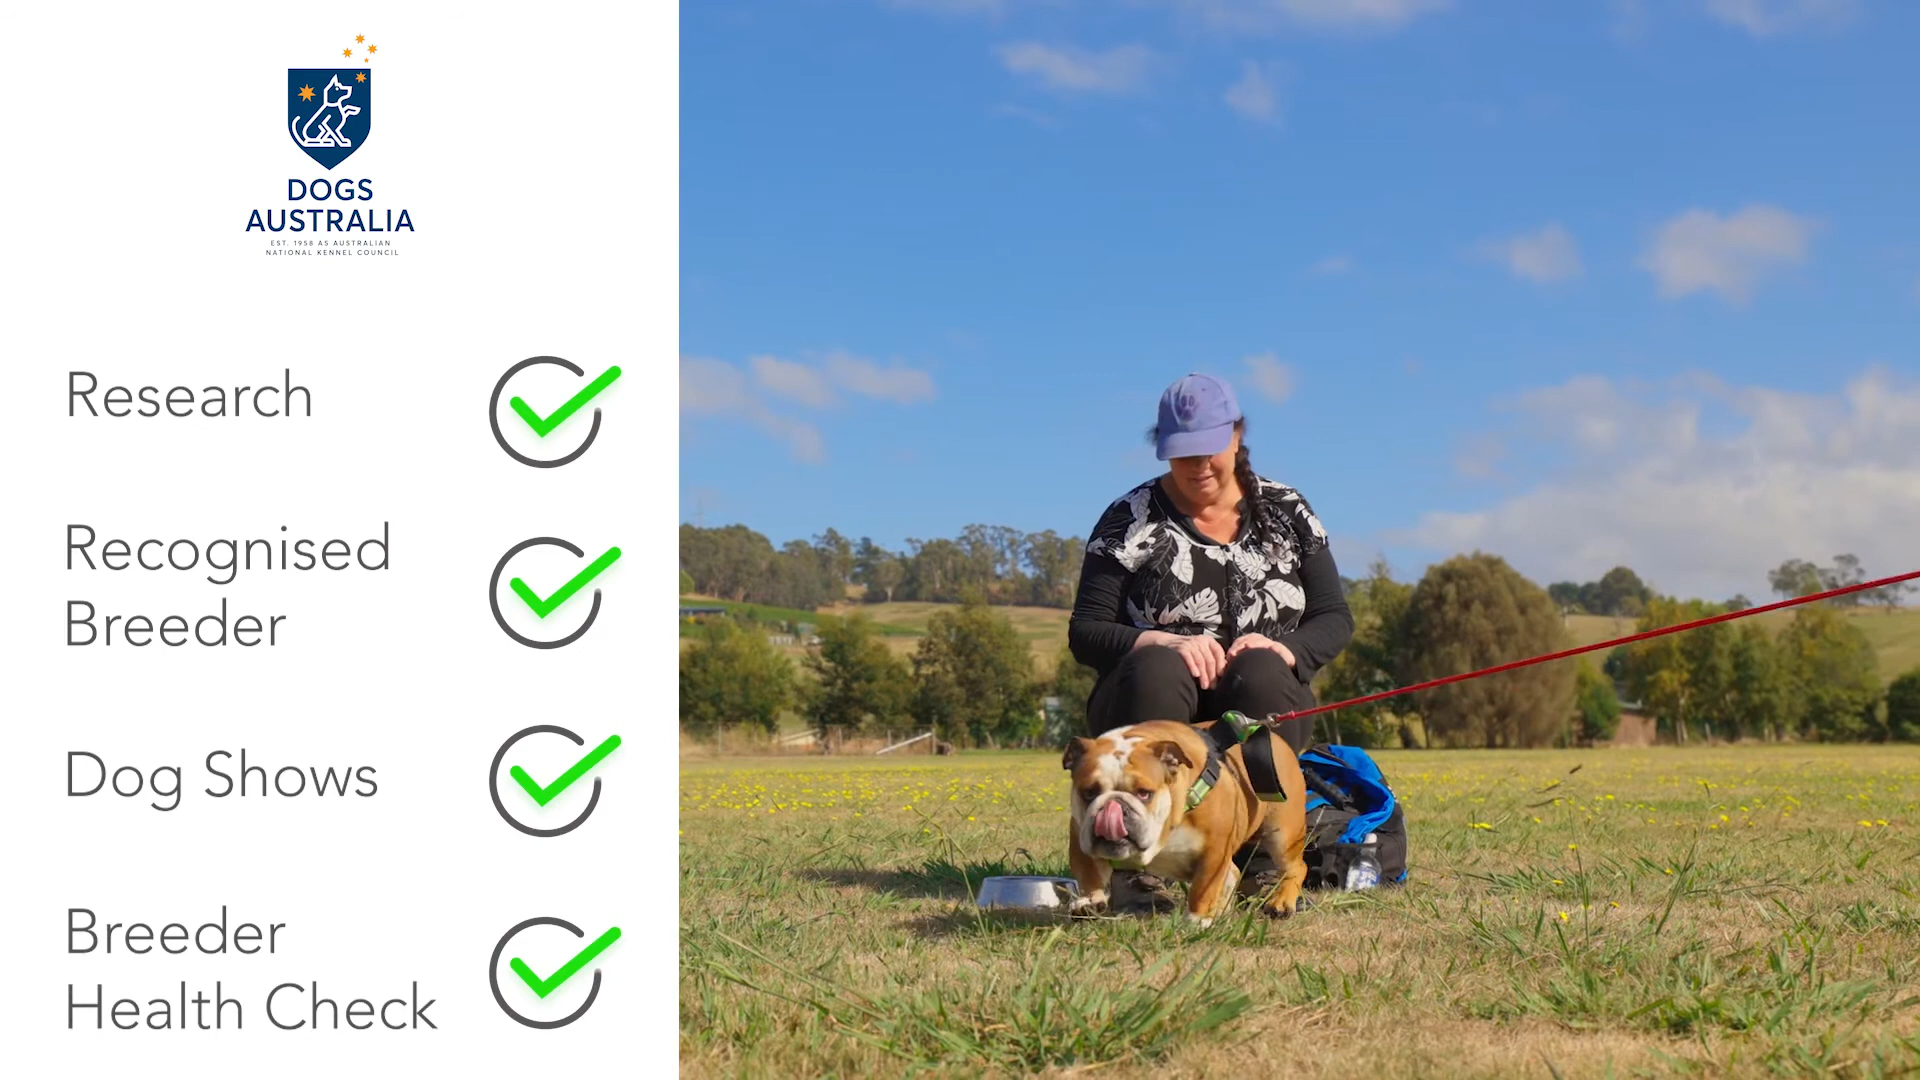 DOGS
AUSTRALIA
EST. 1958 AS AUSTRALIAN
NATIONAL KENNEL COUNCIL
Research
Recognised
Breeder
Dog Shows
Breeder
Health Check